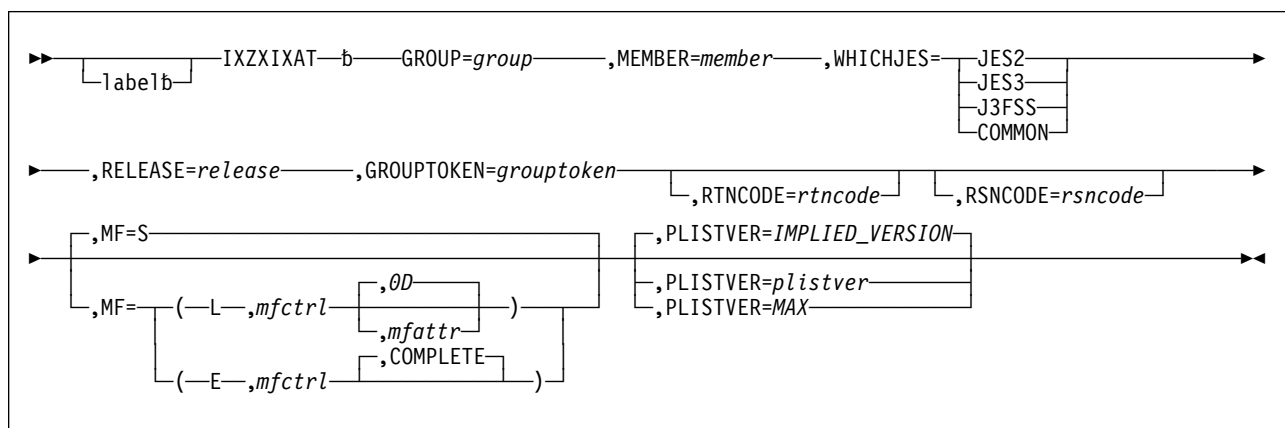 IXZXIXAT ƀ GROUP=group ,MEMBER=member ,WHICHJES= JES2
labelƀ JES3
J3FSS
COMMON
,RELEASE=release ,GROUPTOKEN=grouptoken
,RTNCODE=rtncode ,RSNCODE=rsncode
,MF=S ,PLISTVER=IMPLIED_VERSION
,PLISTVER=plistver
,MF= ( L ,mfctrl ,0D ) ,PLISTVER=MAX
,mfattr
,COMPLETE
( E ,mfctrl )